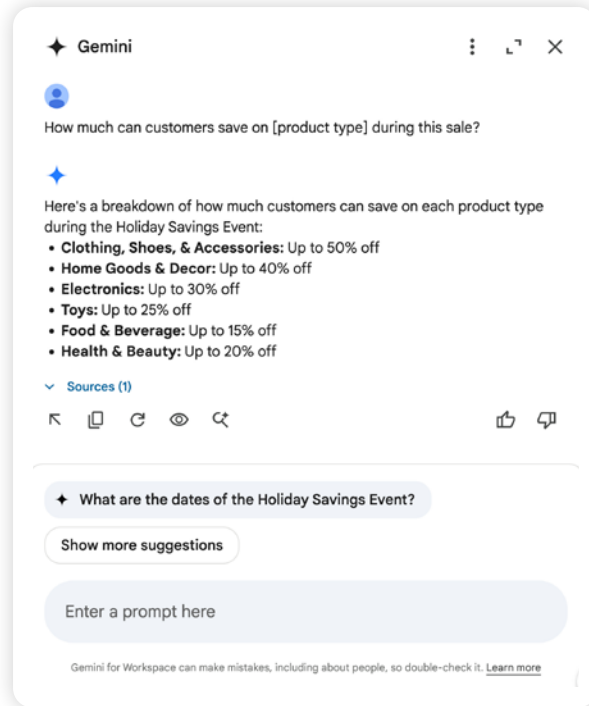 Gemini
How much can customers save on [product type] during this sale?
Here's a breakdown of how much customers can save on each product type
during the Holiday Savings Event:
• Clothing, Shoes, & Accessories: Up to 50% off
• Home Goods & Decor: Up to 40% off
• Electronics: Up to 30% off
• Toys: Up to 25% off
• Food & Beverage: Up to 15% off
• Health & Beauty: Up to 20% off
Sources (1)
What are the dates of the Holiday Savings Event?
Show more suggestions
Enter a prompt here
Gemini for Workspace can make mistakes, including about people, so double-check it. Learn more